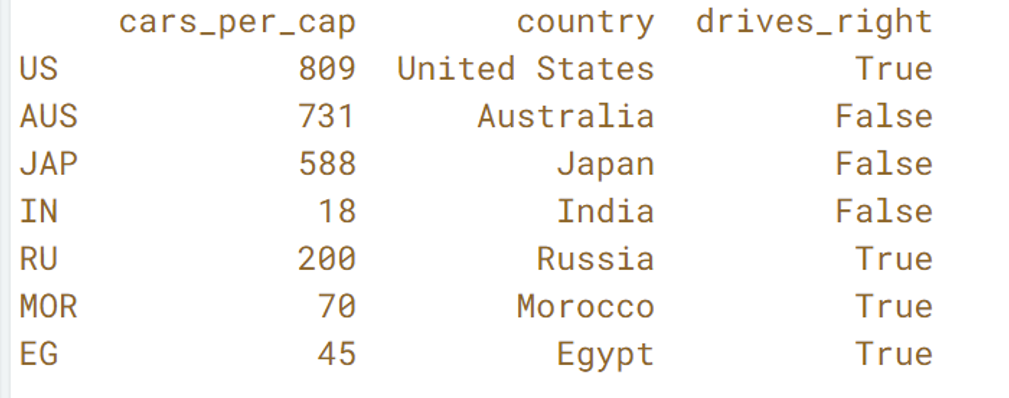 cars_per_cap country drives_right
US 809 United States True
AUS 731 Australia False
JAP 588 Japan False
IN 18 India False
RU 200 Russia True
MOR 70 Morocco True
EG 45 Egypt True